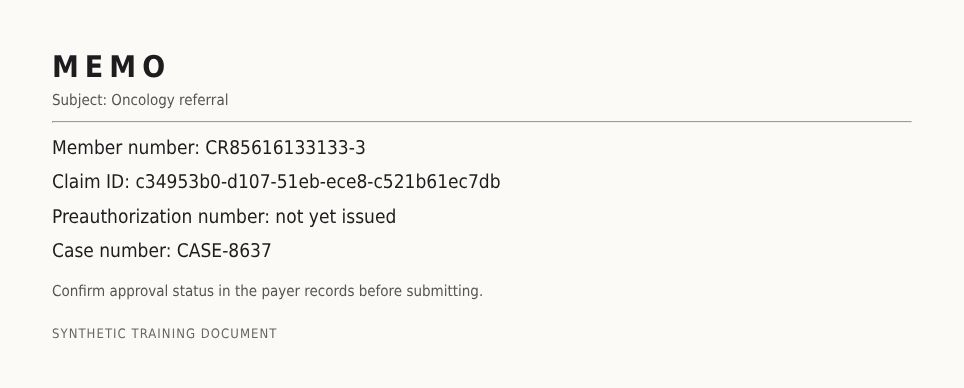 MEMO
Subject: Oncology referral
Member number: CR85616133133-3
Claim ID: c34953b0-d107-51eb-ece8-c521b61ec7db
Preauthorization number: not yet issued
Case number: CASE-8637
Confirm approval status in the payer records before submitting.
SYNTHETIC TRAINING DOCUMENT